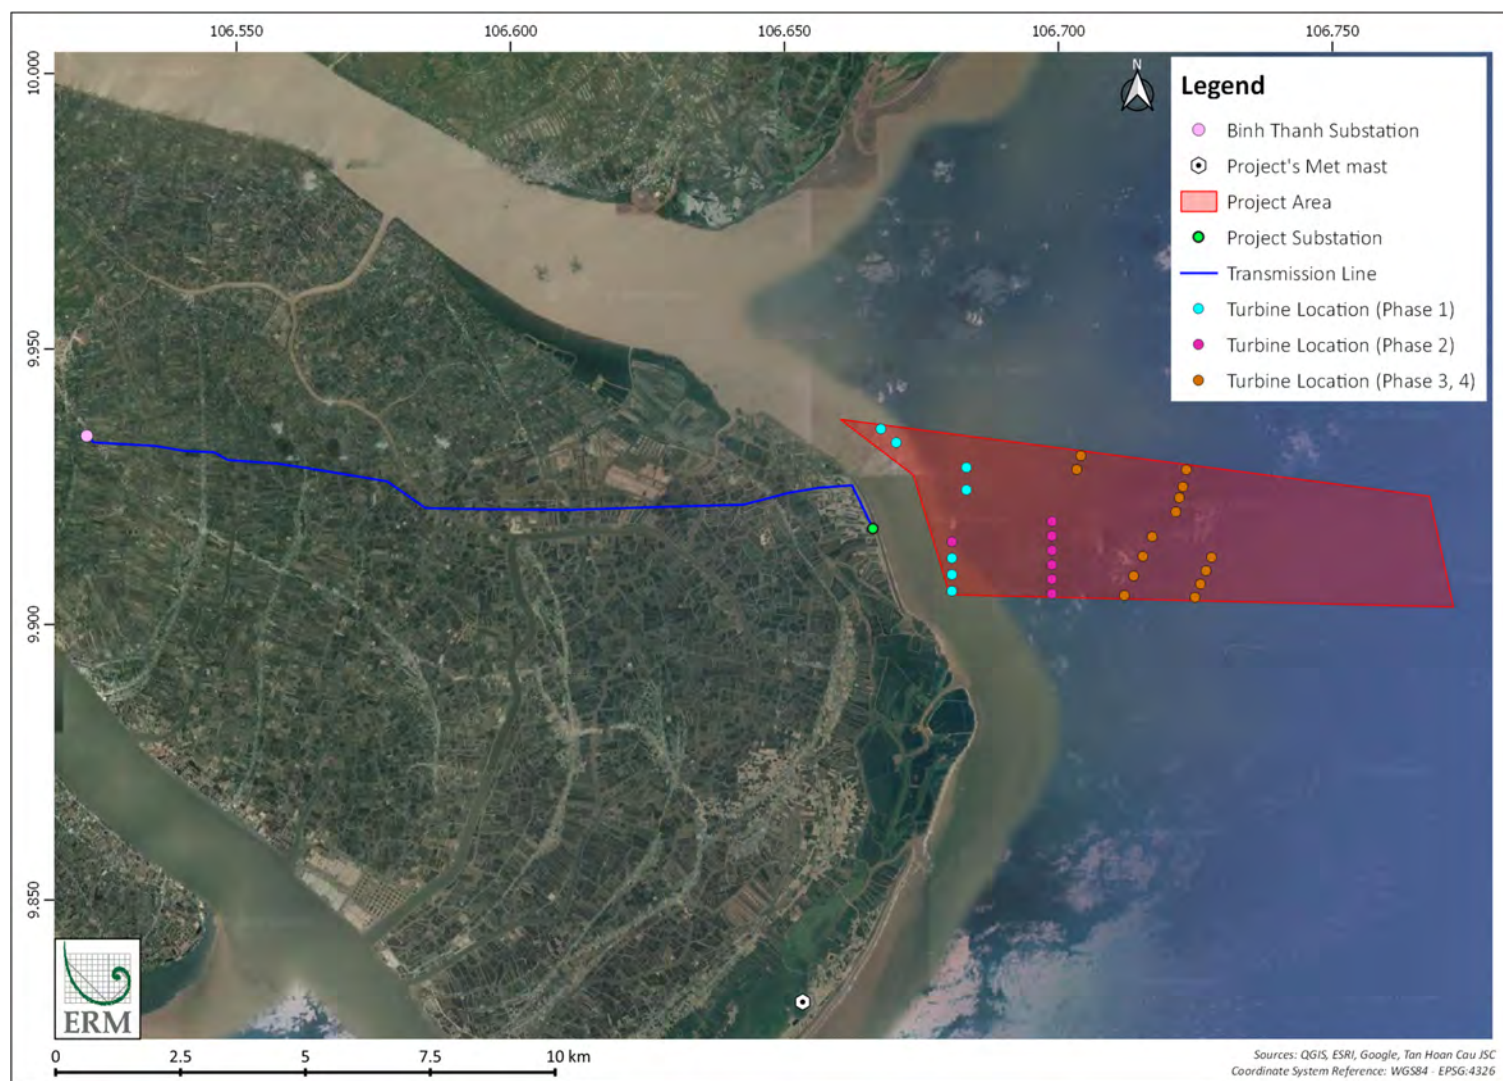 106.550 106.600 106.650 106.700 106.750
10.000
9.950
9.900
9.850
N
Legend
Binh Thanh Substation
Project's Met mast
Project Area
Project Substation
Transmission Line
Turbine Location (Phase 1)
Turbine Location (Phase 2)
Turbine Location (Phase 3, 4)
ERM
0 2.5 5 7.5 10 km
Sources: QGIS, ESRI, Google, Tan Hoan Cau JSC
Coordinate System Reference: WGS84 - EPSG:4326